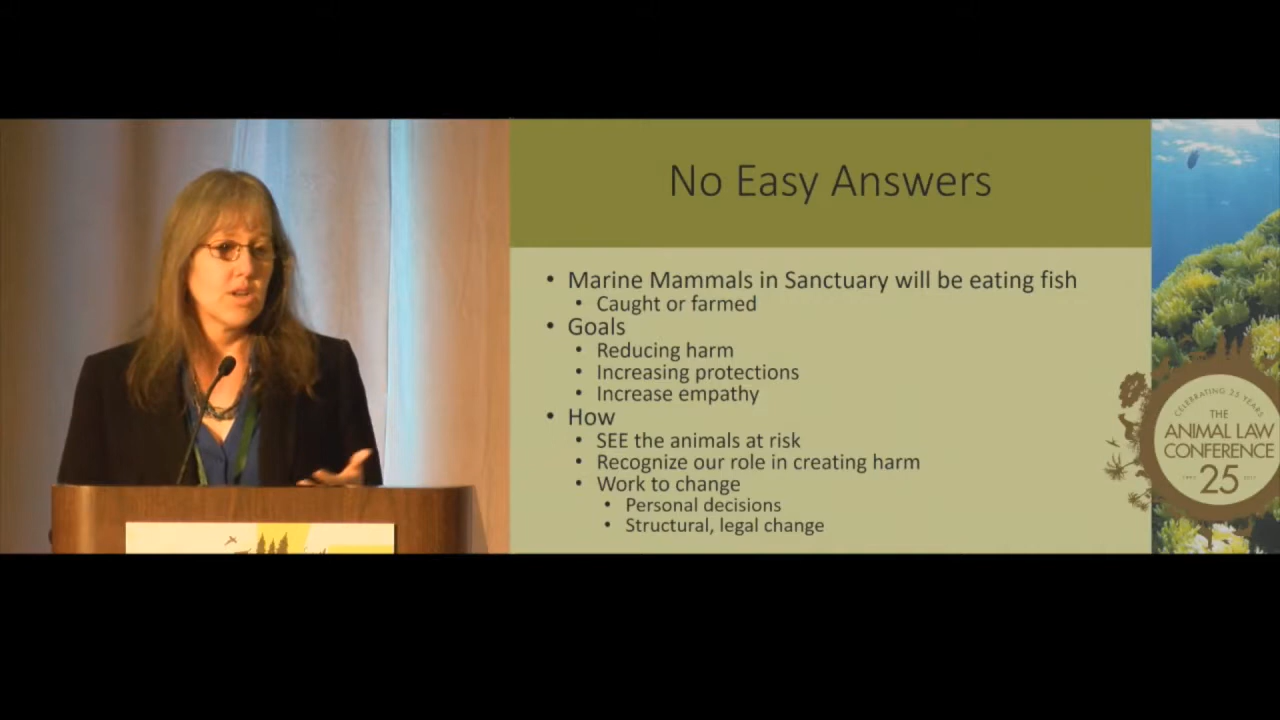 No Easy Answers
• Marine Mammals in Sanctuary will be eating fish
• Caught or farmed
• Goals
• Reducing harm
• Increasing protections
• Increase empathy
• How
• SEE the animals at risk
• Recognize our role in creating harm
• Work to change
• Personal decisions
• Structural, legal change
CELEBRATING 25 YEARS
THE
ANIMAL LAW
CONFERENCE
25